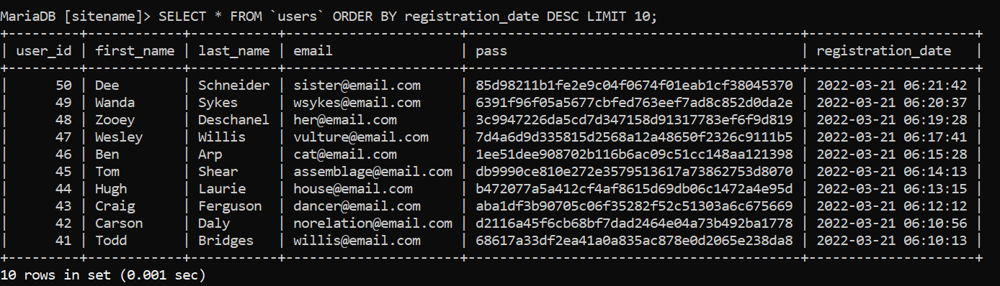 MariaDB [sitename]> SELECT * FROM `users` ORDER BY registration_date DESC LIMIT 10;
+---------+------------+-----------+----------------------+------------------------------------------+---------------------+
| user_id | first_name | last_name | email                | pass                                     | registration_date   |
+---------+------------+-----------+----------------------+------------------------------------------+---------------------+
|      50 | Dee        | Schneider | sister@email.com     | 85d98211b1fe2e9c04f0674f01eab1cf38045370 | 2022-03-21 06:21:42 |
|      49 | Wanda      | Sykes     | wsykes@email.com     | 6391f96f05a5677cbfed763eef7ad8c852d0da2e | 2022-03-21 06:20:37 |
|      48 | Zooey      | Deschanel | her@email.com        | 3c9947226da5cd7d347158d91317783ef6f9d819 | 2022-03-21 06:19:28 |
|      47 | Wesley     | Willis    | vulture@email.com    | 7d4a6d9d335815d2568a12a48650f2326c9111b5 | 2022-03-21 06:17:41 |
|      46 | Ben        | Arp       | cat@email.com        | 1ee51dee908702b116b6ac09c51cc148aa121398 | 2022-03-21 06:15:28 |
|      45 | Tom        | Shear     | assemblage@email.com | db9990ce810e272e3579513617a73862753d8070 | 2022-03-21 06:14:13 |
|      44 | Hugh       | Laurie    | house@email.com      | b472077a5a412cf4af8615d69db06c1472a4e95d | 2022-03-21 06:13:15 |
|      43 | Craig      | Ferguson  | dancer@email.com     | aba1df3b90705c06f35282f52c51303a6c675669 | 2022-03-21 06:12:12 |
|      42 | Carson     | Daly      | norelation@email.com | d2116a45f6cb68bf7dad2464e04a73b492ba1778 | 2022-03-21 06:10:56 |
|      41 | Todd       | Bridges   | willis@email.com     | 68617a33df2ea41a0a835ac878e0d2065e238da8 | 2022-03-21 06:10:13 |
+---------+------------+-----------+----------------------+------------------------------------------+---------------------+
10 rows in set (0.001 sec)